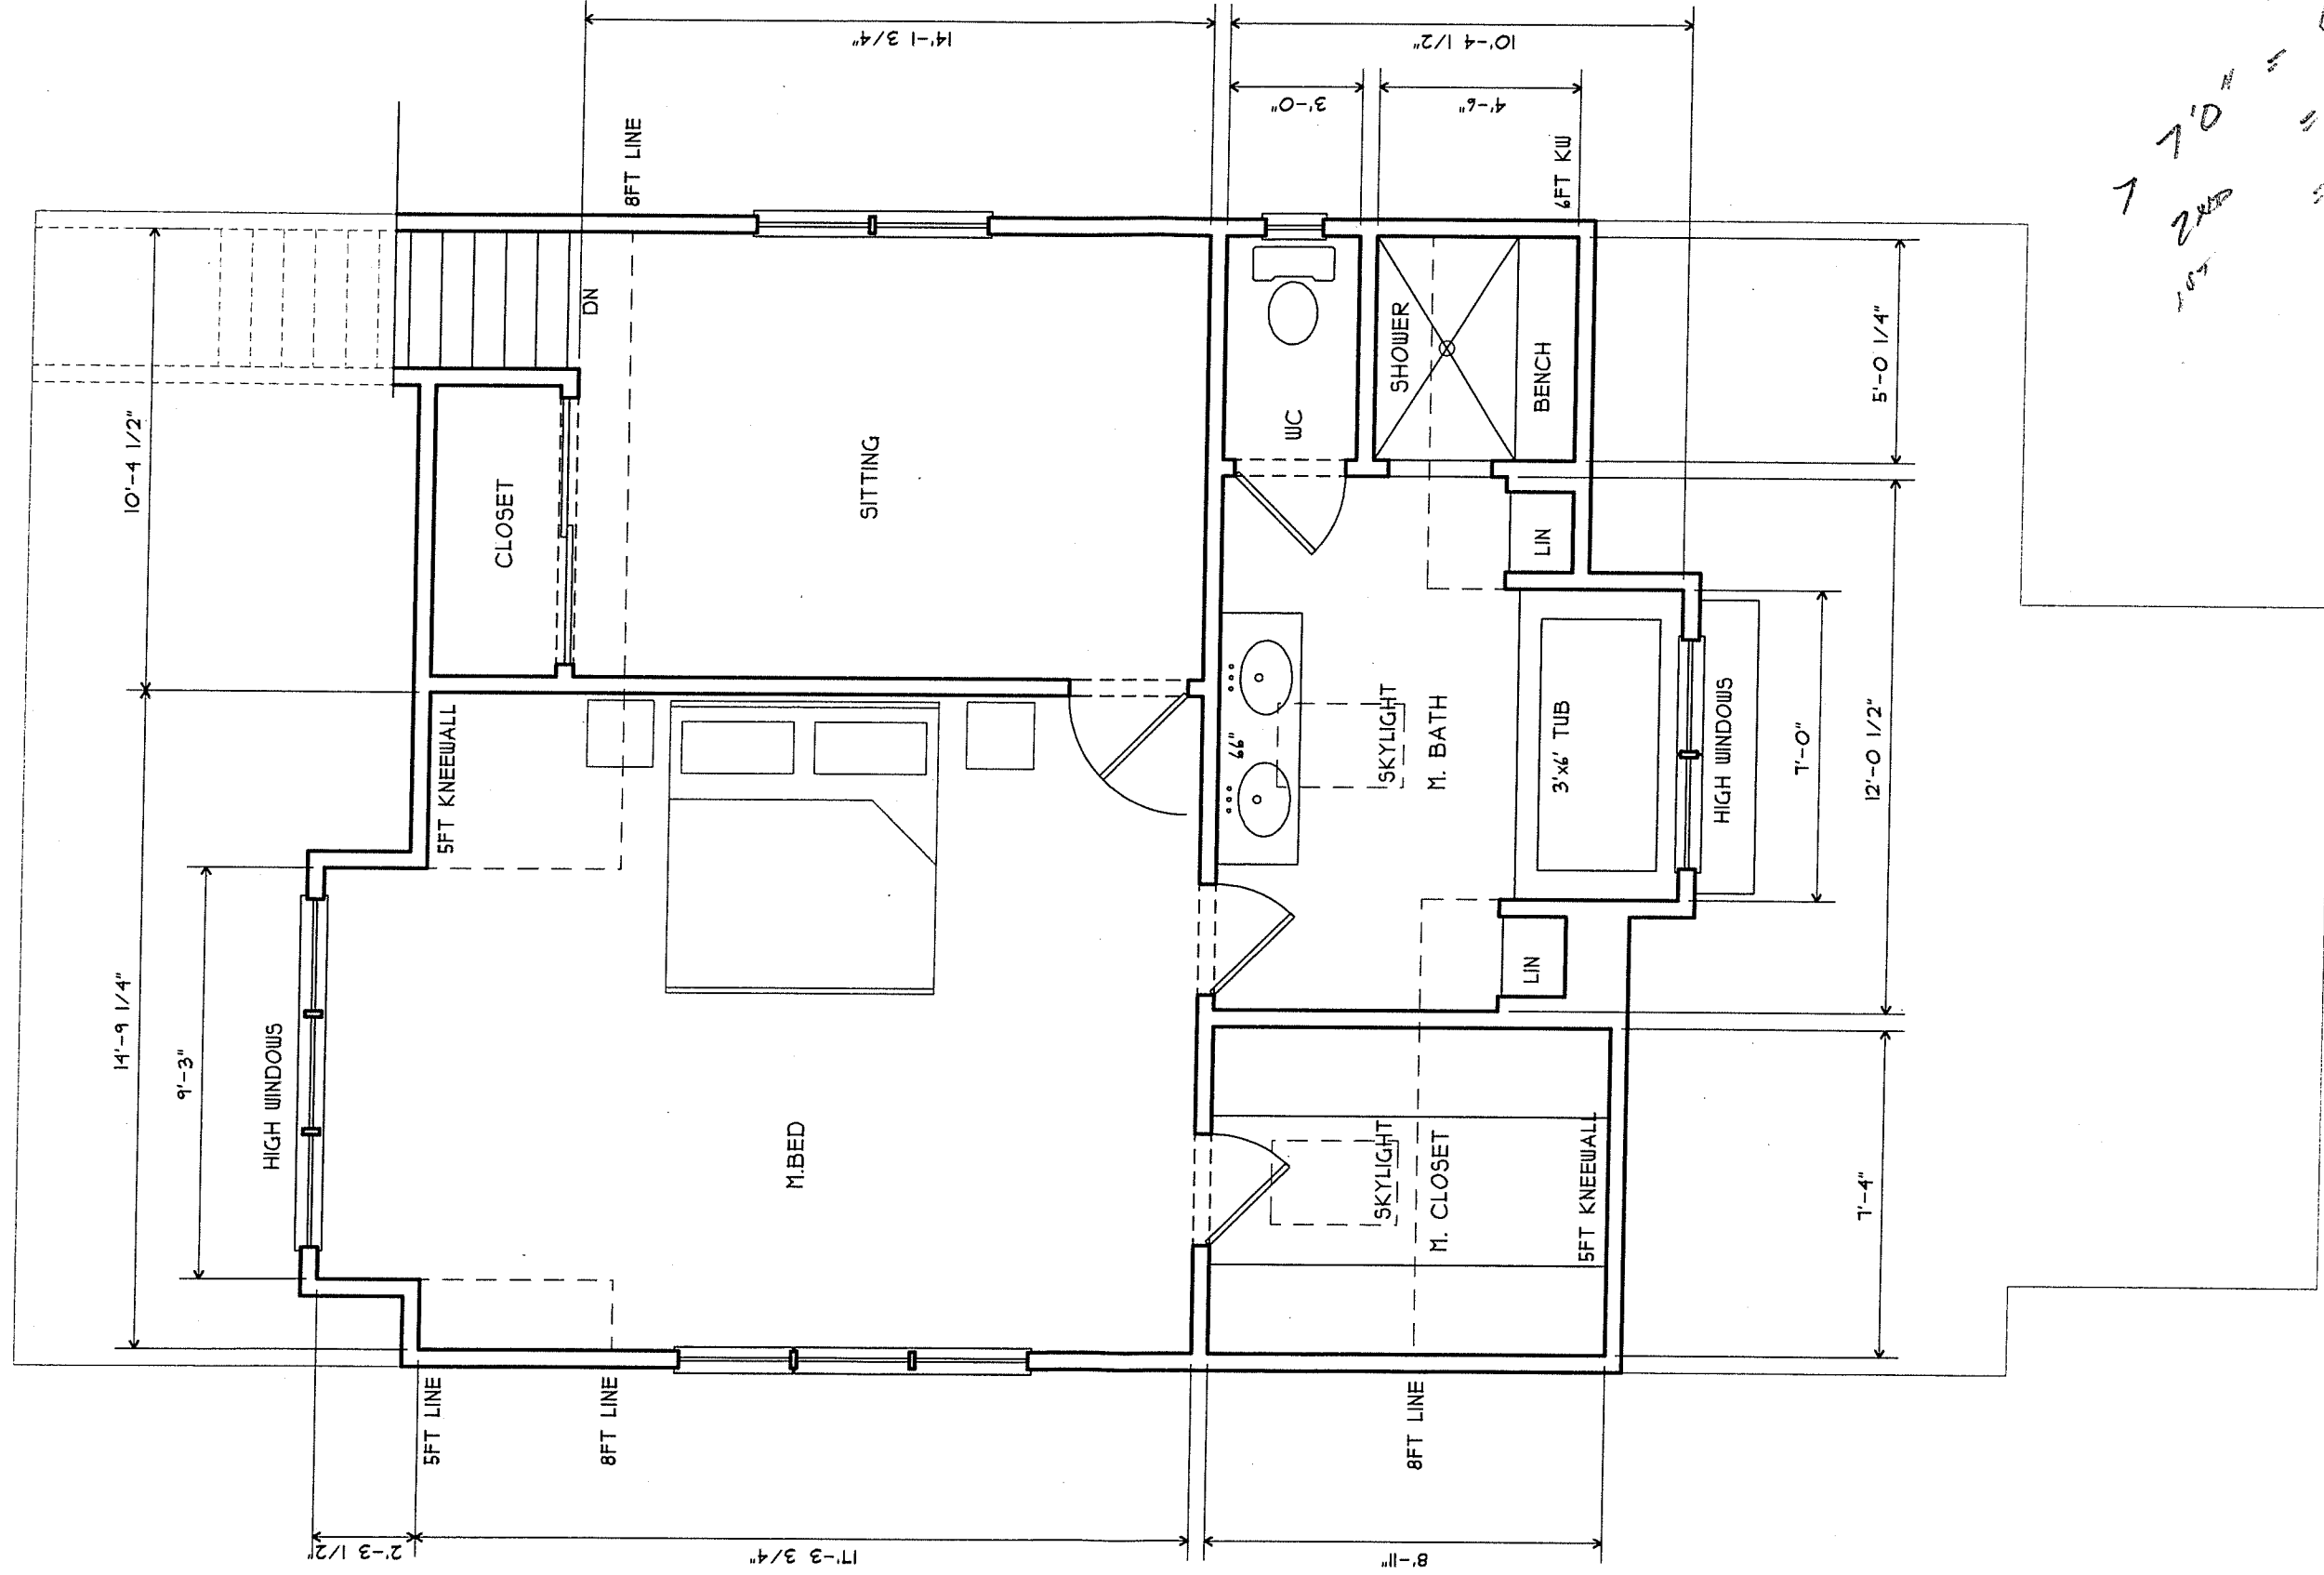 14'-1 3/4"
10'-4 1/2"
3'-0"
4'-6"
8FT LINE
6FT KW
DN
10'-4 1/2"
CLOSET
SITTING
WC
SHOWER
BENCH
5'-0 1/4"
LIN
5FT KNEEWALL
66"
SKYLIGHT
M. BATH
3'x6' TUB
HIGH WINDOWS
7'-0"
12'-0 1/2"
14'-9 1/4"
9'-3"
HIGH WINDOWS
M.BED
LIN
SKYLIGHT
M. CLOSET
5FT KNEEWALL
7'-4"
5FT LINE
8FT LINE
8FT LINE
2'-3 1/2"
17'-3 3/4"
8'-11"
1ST
2ND